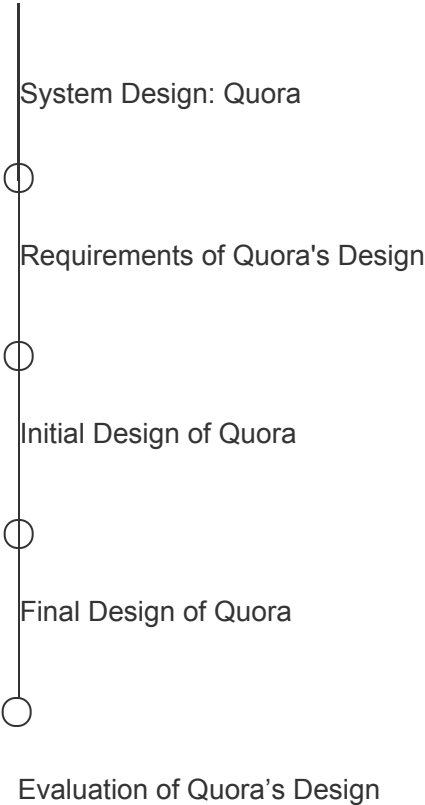 System Design: Quora
Requirements of Quora's Design
Initial Design of Quora
Final Design of Quora
Evaluation of Quora’s Design